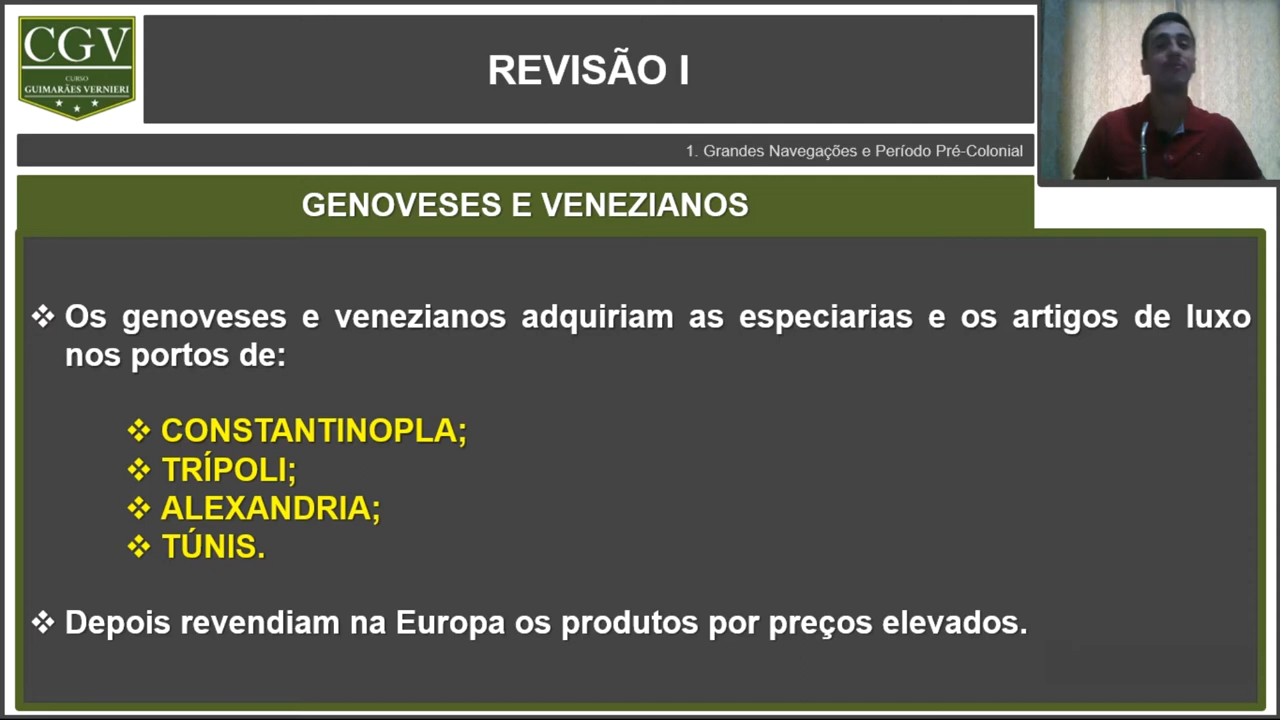 CGV
CURSO
GUIMARÃES VERNIERI
REVISÃO I
1. Grandes Navegações e Período Pré-Colonial
GENOVESES E VENEZIANOS
❖ Os genoveses e venezianos adquiriam as especiarias e os artigos de luxo
nos portos de:
❖ CONSTANTINOPLA;
❖ TRÍPOLI;
❖ ALEXANDRIA;
❖ TÚNIS.
❖ Depois revendiam na Europa os produtos por preços elevados.